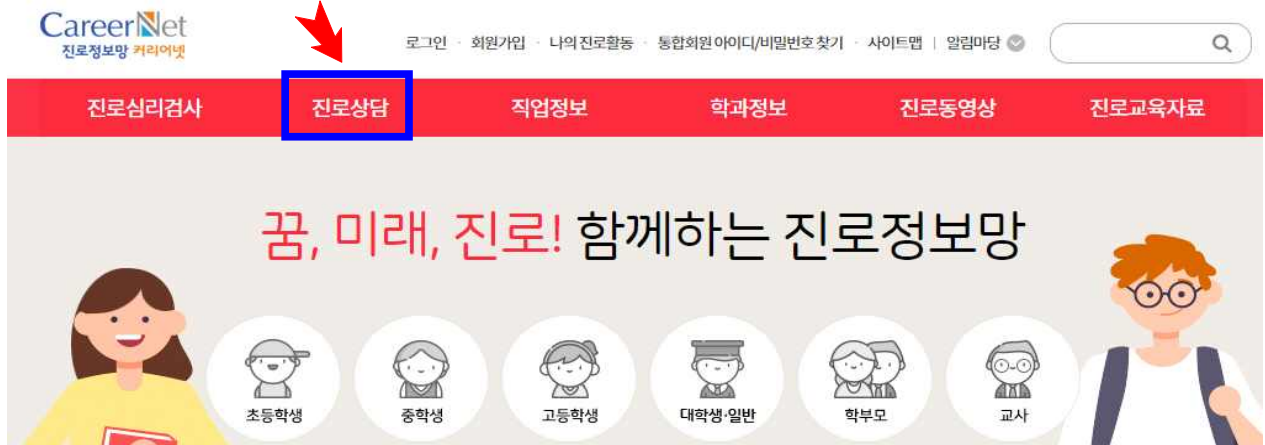 CareerNet
진로정보망 커리어넷
로그인 · 회원가입 · 나의 진로활동 · 통합회원 아이디/비밀번호 찾기 · 사이트맵 | 알림마당
진로심리검사 진로상담 직업정보 학과정보 진로동영상 진로교육자료
꿈, 미래, 진로! 함께하는 진로정보망
초등학생 중학생 고등학생 대학생·일반 학부모 교사